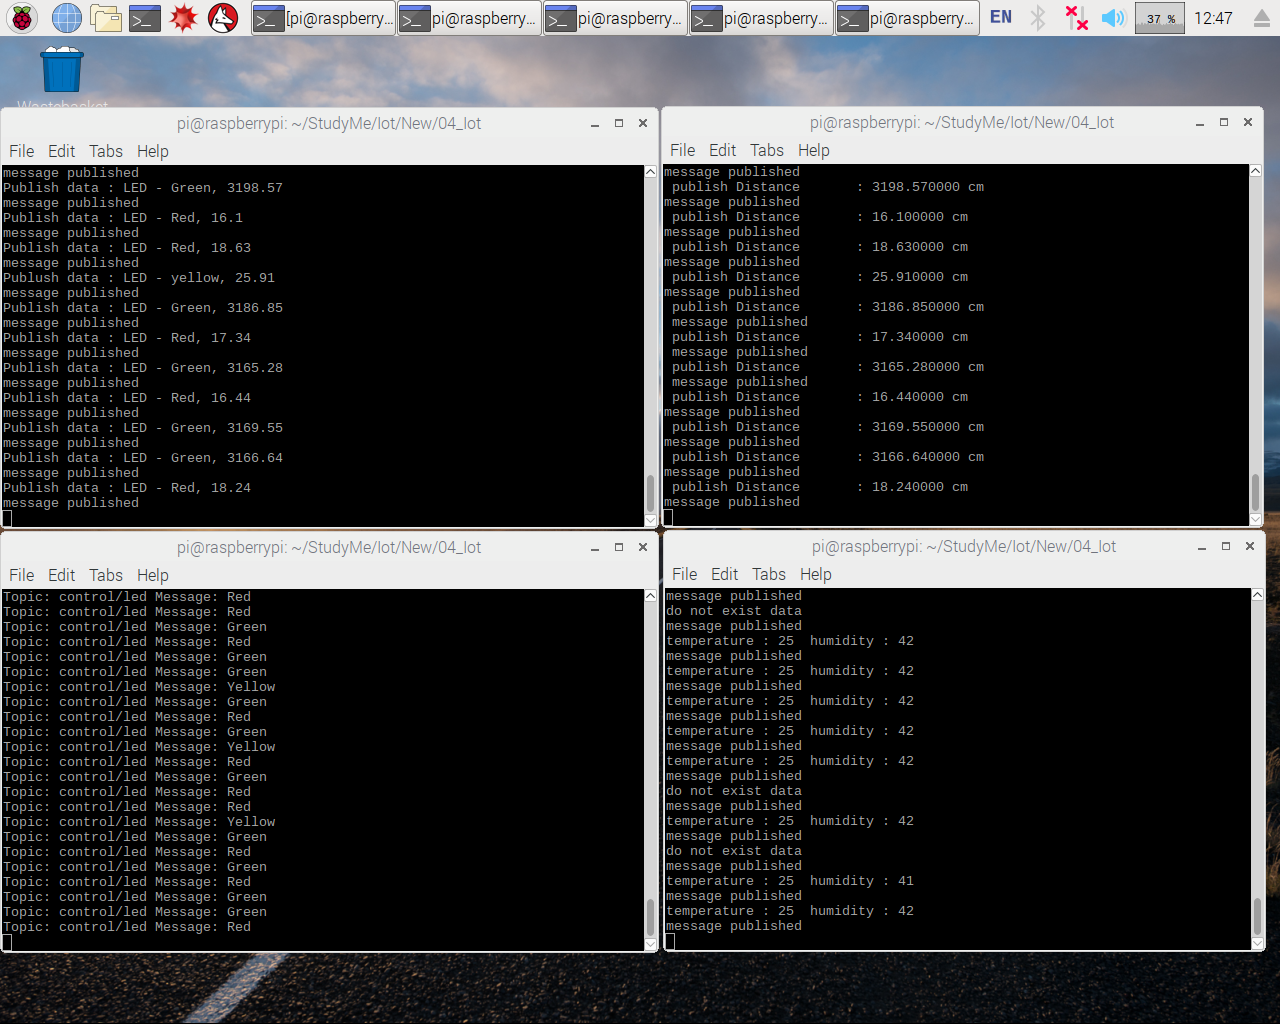 [pi@raspberry...
pi@raspberry...
pi@raspberry...
pi@raspberry...
pi@raspberry...
EN
37 %
12:47
Wastebasket
pi@raspberrypi: ~/StudyMe/Iot/New/04_Iot
File Edit Tabs Help
message published
Publish data : LED - Green, 3198.57
message published
Publish data : LED - Red, 16.1
message published
Publish data : LED - Red, 18.63
message published
Publush data : LED - yellow, 25.91
message published
Publish data : LED - Green, 3186.85
message published
Publish data : LED - Red, 17.34
message published
Publish data : LED - Green, 3165.28
message published
Publish data : LED - Red, 16.44
message published
Publish data : LED - Green, 3169.55
message published
Publish data : LED - Green, 3166.64
message published
Publish data : LED - Red, 18.24
message published
pi@raspberrypi: ~/StudyMe/Iot/New/04_Iot
File Edit Tabs Help
message published
publish Distance : 3198.570000 cm
message published
publish Distance : 16.100000 cm
message published
publish Distance : 18.630000 cm
message published
publish Distance : 25.910000 cm
message published
publish Distance : 3186.850000 cm
message published
publish Distance : 17.340000 cm
message published
publish Distance : 3165.280000 cm
message published
publish Distance : 16.440000 cm
message published
publish Distance : 3169.550000 cm
message published
publish Distance : 3166.640000 cm
message published
publish Distance : 18.240000 cm
message published
pi@raspberrypi: ~/StudyMe/Iot/New/04_Iot
File Edit Tabs Help
Topic: control/led Message: Red
Topic: control/led Message: Red
Topic: control/led Message: Green
Topic: control/led Message: Red
Topic: control/led Message: Green
Topic: control/led Message: Green
Topic: control/led Message: Yellow
Topic: control/led Message: Green
Topic: control/led Message: Red
Topic: control/led Message: Green
Topic: control/led Message: Yellow
Topic: control/led Message: Red
Topic: control/led Message: Green
Topic: control/led Message: Red
Topic: control/led Message: Red
Topic: control/led Message: Yellow
Topic: control/led Message: Green
Topic: control/led Message: Red
Topic: control/led Message: Green
Topic: control/led Message: Red
Topic: control/led Message: Green
Topic: control/led Message: Green
Topic: control/led Message: Red
pi@raspberrypi: ~/StudyMe/Iot/New/04_Iot
File Edit Tabs Help
message published
do not exist data
message published
temperature : 25 humidity : 42
message published
temperature : 25 humidity : 42
message published
temperature : 25 humidity : 42
message published
temperature : 25 humidity : 42
message published
temperature : 25 humidity : 42
message published
do not exist data
message published
temperature : 25 humidity : 42
message published
do not exist data
message published
temperature : 25 humidity : 41
message published
temperature : 25 humidity : 42
message published